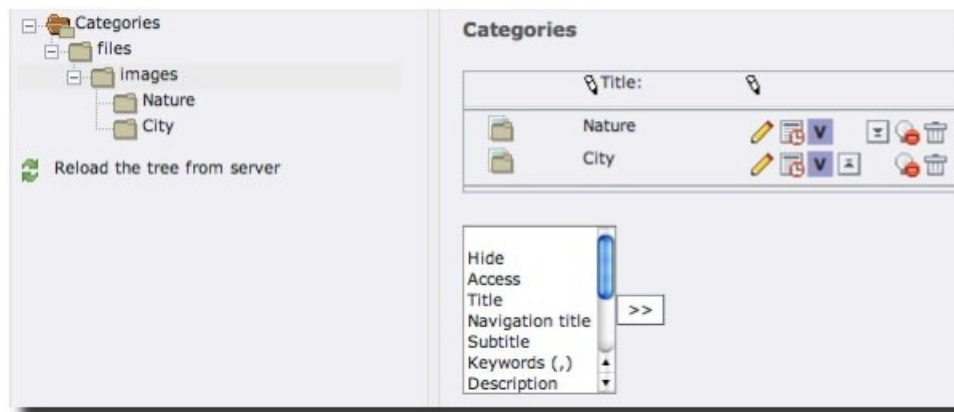 Categories
files
images
Nature
City
Reload the tree from server
Categories
Title:
Nature
V
City
V
Hide
Access
Title
>>
Navigation title
Subtitle
Keywords (,)
Description